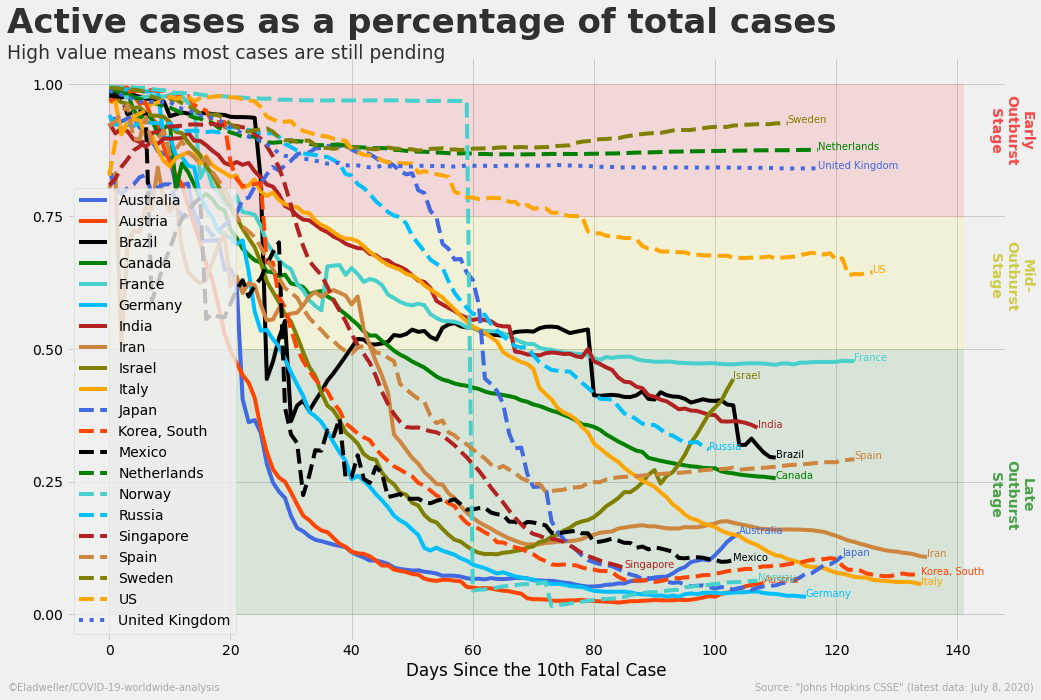 Active cases as a percentage of total cases
High value means most cases are still pending
1.00
0.75
0.50
0.25
0.00
Early
Outburst
Stage
Mid-
Outburst
Stage
Late
Outburst
Stage
Australia
Austria
Brazil
Canada
France
Germany
India
Iran
Israel
Italy
Japan
Korea, South
Mexico
Netherlands
Norway
Russia
Singapore
Spain
Sweden
US
United Kingdom
Sweden
Netherlands
United Kingdom
US
France
Israel
India
Russia
Brazil
Spain
Canada
Australia
Mexico
Japan
Iran
Singapore
Korea, South
Norway
Austria
Italy
Germany
0 20 40 60 80 100 120 140
Days Since the 10th Fatal Case
©Eladweller/COVID-19-worldwide-analysis
Source: "Johns Hopkins CSSE" (latest data: July 8, 2020)